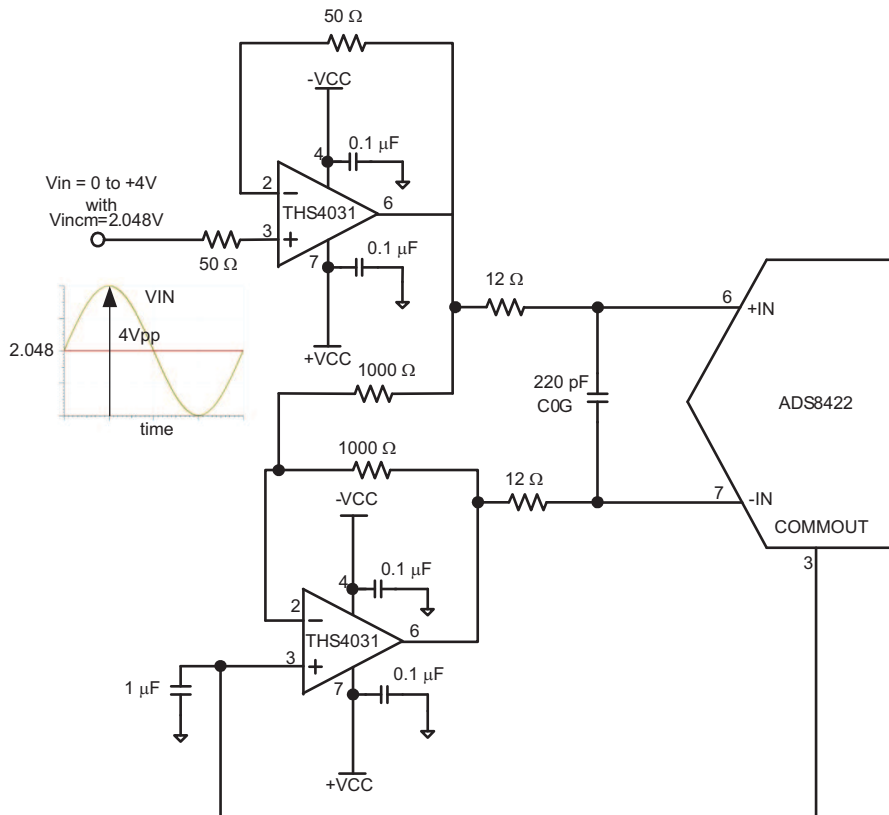 50 Ω
-VCC
0.1 μF
4
2
THS4031
6
3
7
0.1 μF
+VCC
Vin = 0 to +4V
with
Vincm=2.048V
50 Ω
VIN
4Vpp
2.048
time
12 Ω
6
+IN
1000 Ω
220 pF
C0G
ADS8422
1000 Ω
12 Ω
7
-IN
COMMOUT
3
-VCC
0.1 μF
4
2
THS4031
6
3
7
0.1 μF
1 μF
+VCC